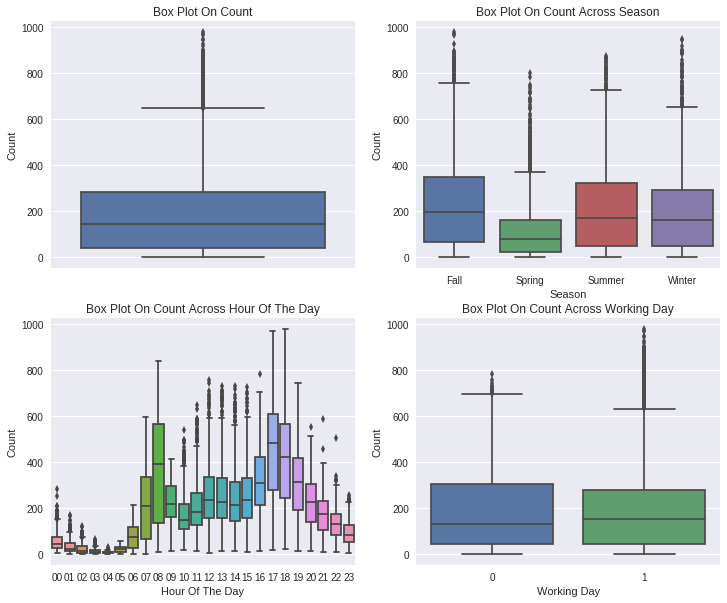 Box Plot On Count
Box Plot On Count Across Season
1000
800
600
400
200
0
Count
1000
800
600
400
200
0
Count
Fall Spring Summer Winter
Season
Box Plot On Count Across Hour Of The Day
Box Plot On Count Across Working Day
1000
800
600
400
200
0
Count
00 01 02 03 04 05 06 07 08 09 10 11 12 13 14 15 16 17 18 19 20 21 22 23
Hour Of The Day
1000
800
600
400
200
0
Count
0 1
Working Day